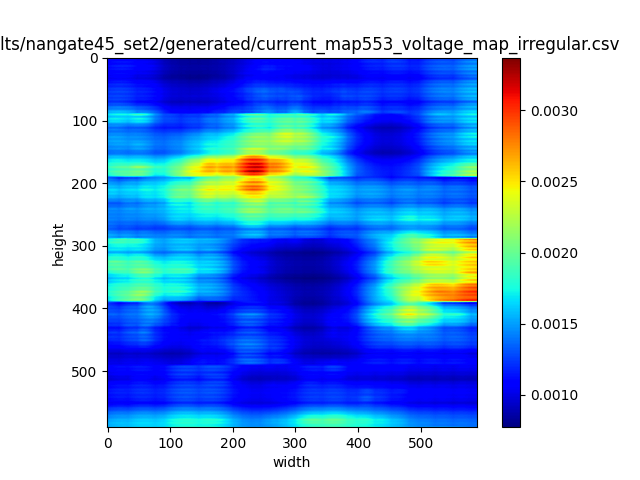 lts/nangate45_set2/generated/current_map553_voltage_map_irregular.csv
0
100
200
300
400
500
height
0 100 200 300 400 500
width
0.0030
0.0025
0.0020
0.0015
0.0010